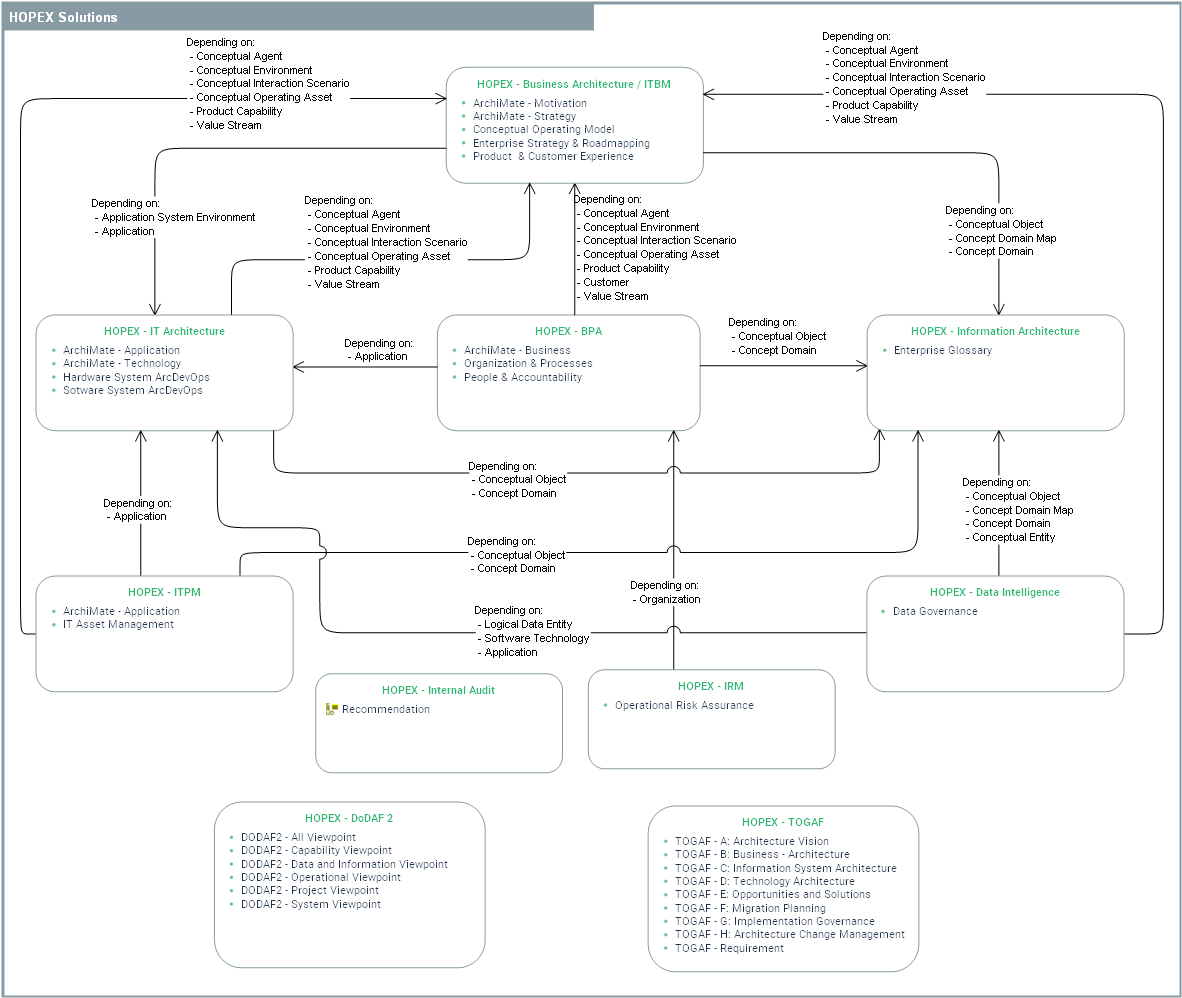 HOPEX Solutions
Depending on:
- Conceptual Agent
- Conceptual Environment
- Conceptual Interaction Scenario
- Conceptual Operating Asset
- Product Capability
- Value Stream
Depending on:
- Conceptual Agent
- Conceptual Environment
- Conceptual Interaction Scenario
- Conceptual Operating Asset
- Product Capability
- Value Stream
HOPEX - Business Architecture / ITBM
ArchiMate - Motivation
ArchiMate - Strategy
Conceptual Operating Model
Enterprise Strategy & Roadmapping
Product & Customer Experience
Depending on:
- Application System Environment
- Application
Depending on:
- Conceptual Agent
- Conceptual Environment
- Conceptual Interaction Scenario
- Conceptual Operating Asset
- Product Capability
- Value Stream
Depending on:
- Conceptual Agent
- Conceptual Environment
- Conceptual Interaction Scenario
- Conceptual Operating Asset
- Product Capability
- Customer
- Value Stream
Depending on:
- Conceptual Object
- Concept Domain Map
- Concept Domain
HOPEX - IT Architecture
ArchiMate - Application
ArchiMate - Technology
Hardware System ArcDevOps
Sotware System ArcDevOps
Depending on:
- Application
HOPEX - BPA
ArchiMate - Business
Organization & Processes
People & Accountability
Depending on:
- Conceptual Object
- Concept Domain
HOPEX - Information Architecture
Enterprise Glossary
Depending on:
- Conceptual Object
- Concept Domain
Depending on:
- Application
Depending on:
- Conceptual Object
- Concept Domain
Depending on:
- Conceptual Object
- Concept Domain Map
- Concept Domain
- Conceptual Entity
HOPEX - ITPM
ArchiMate - Application
IT Asset Management
Depending on:
- Logical Data Entity
- Software Technology
- Application
Depending on:
- Organization
HOPEX - Data Intelligence
Data Governance
HOPEX - Internal Audit
Recommendation
HOPEX - IRM
Operational Risk Assurance
HOPEX - DoDAF 2
DODAF2 - All Viewpoint
DODAF2 - Capability Viewpoint
DODAF2 - Data and Information Viewpoint
DODAF2 - Operational Viewpoint
DODAF2 - Project Viewpoint
DODAF2 - System Viewpoint
HOPEX - TOGAF
TOGAF - A: Architecture Vision
TOGAF - B: Business - Architecture
TOGAF - C: Information System Architecture
TOGAF - D: Technology Architecture
TOGAF - E: Opportunities and Solutions
TOGAF - F: Migration Planning
TOGAF - G: Implementation Governance
TOGAF - H: Architecture Change Management
TOGAF - Requirement